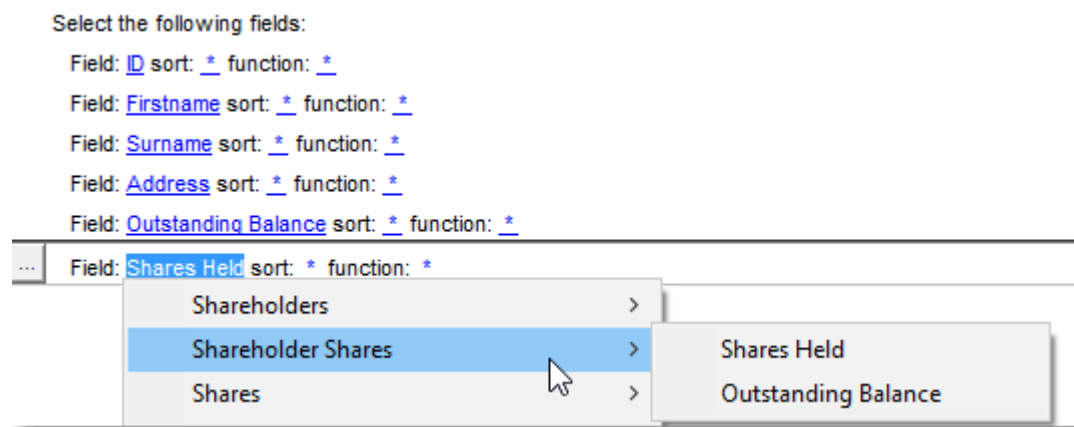 Select the following fields:
Field: ID sort: * function: *
Field: Firstname sort: * function: *
Field: Surname sort: * function: *
Field: Address sort: * function: *
Field: Outstanding Balance sort: * function: *
... Field: Shares Held sort: * function: *
Shareholders >
Shareholder Shares > Shares Held
Shares > Outstanding Balance